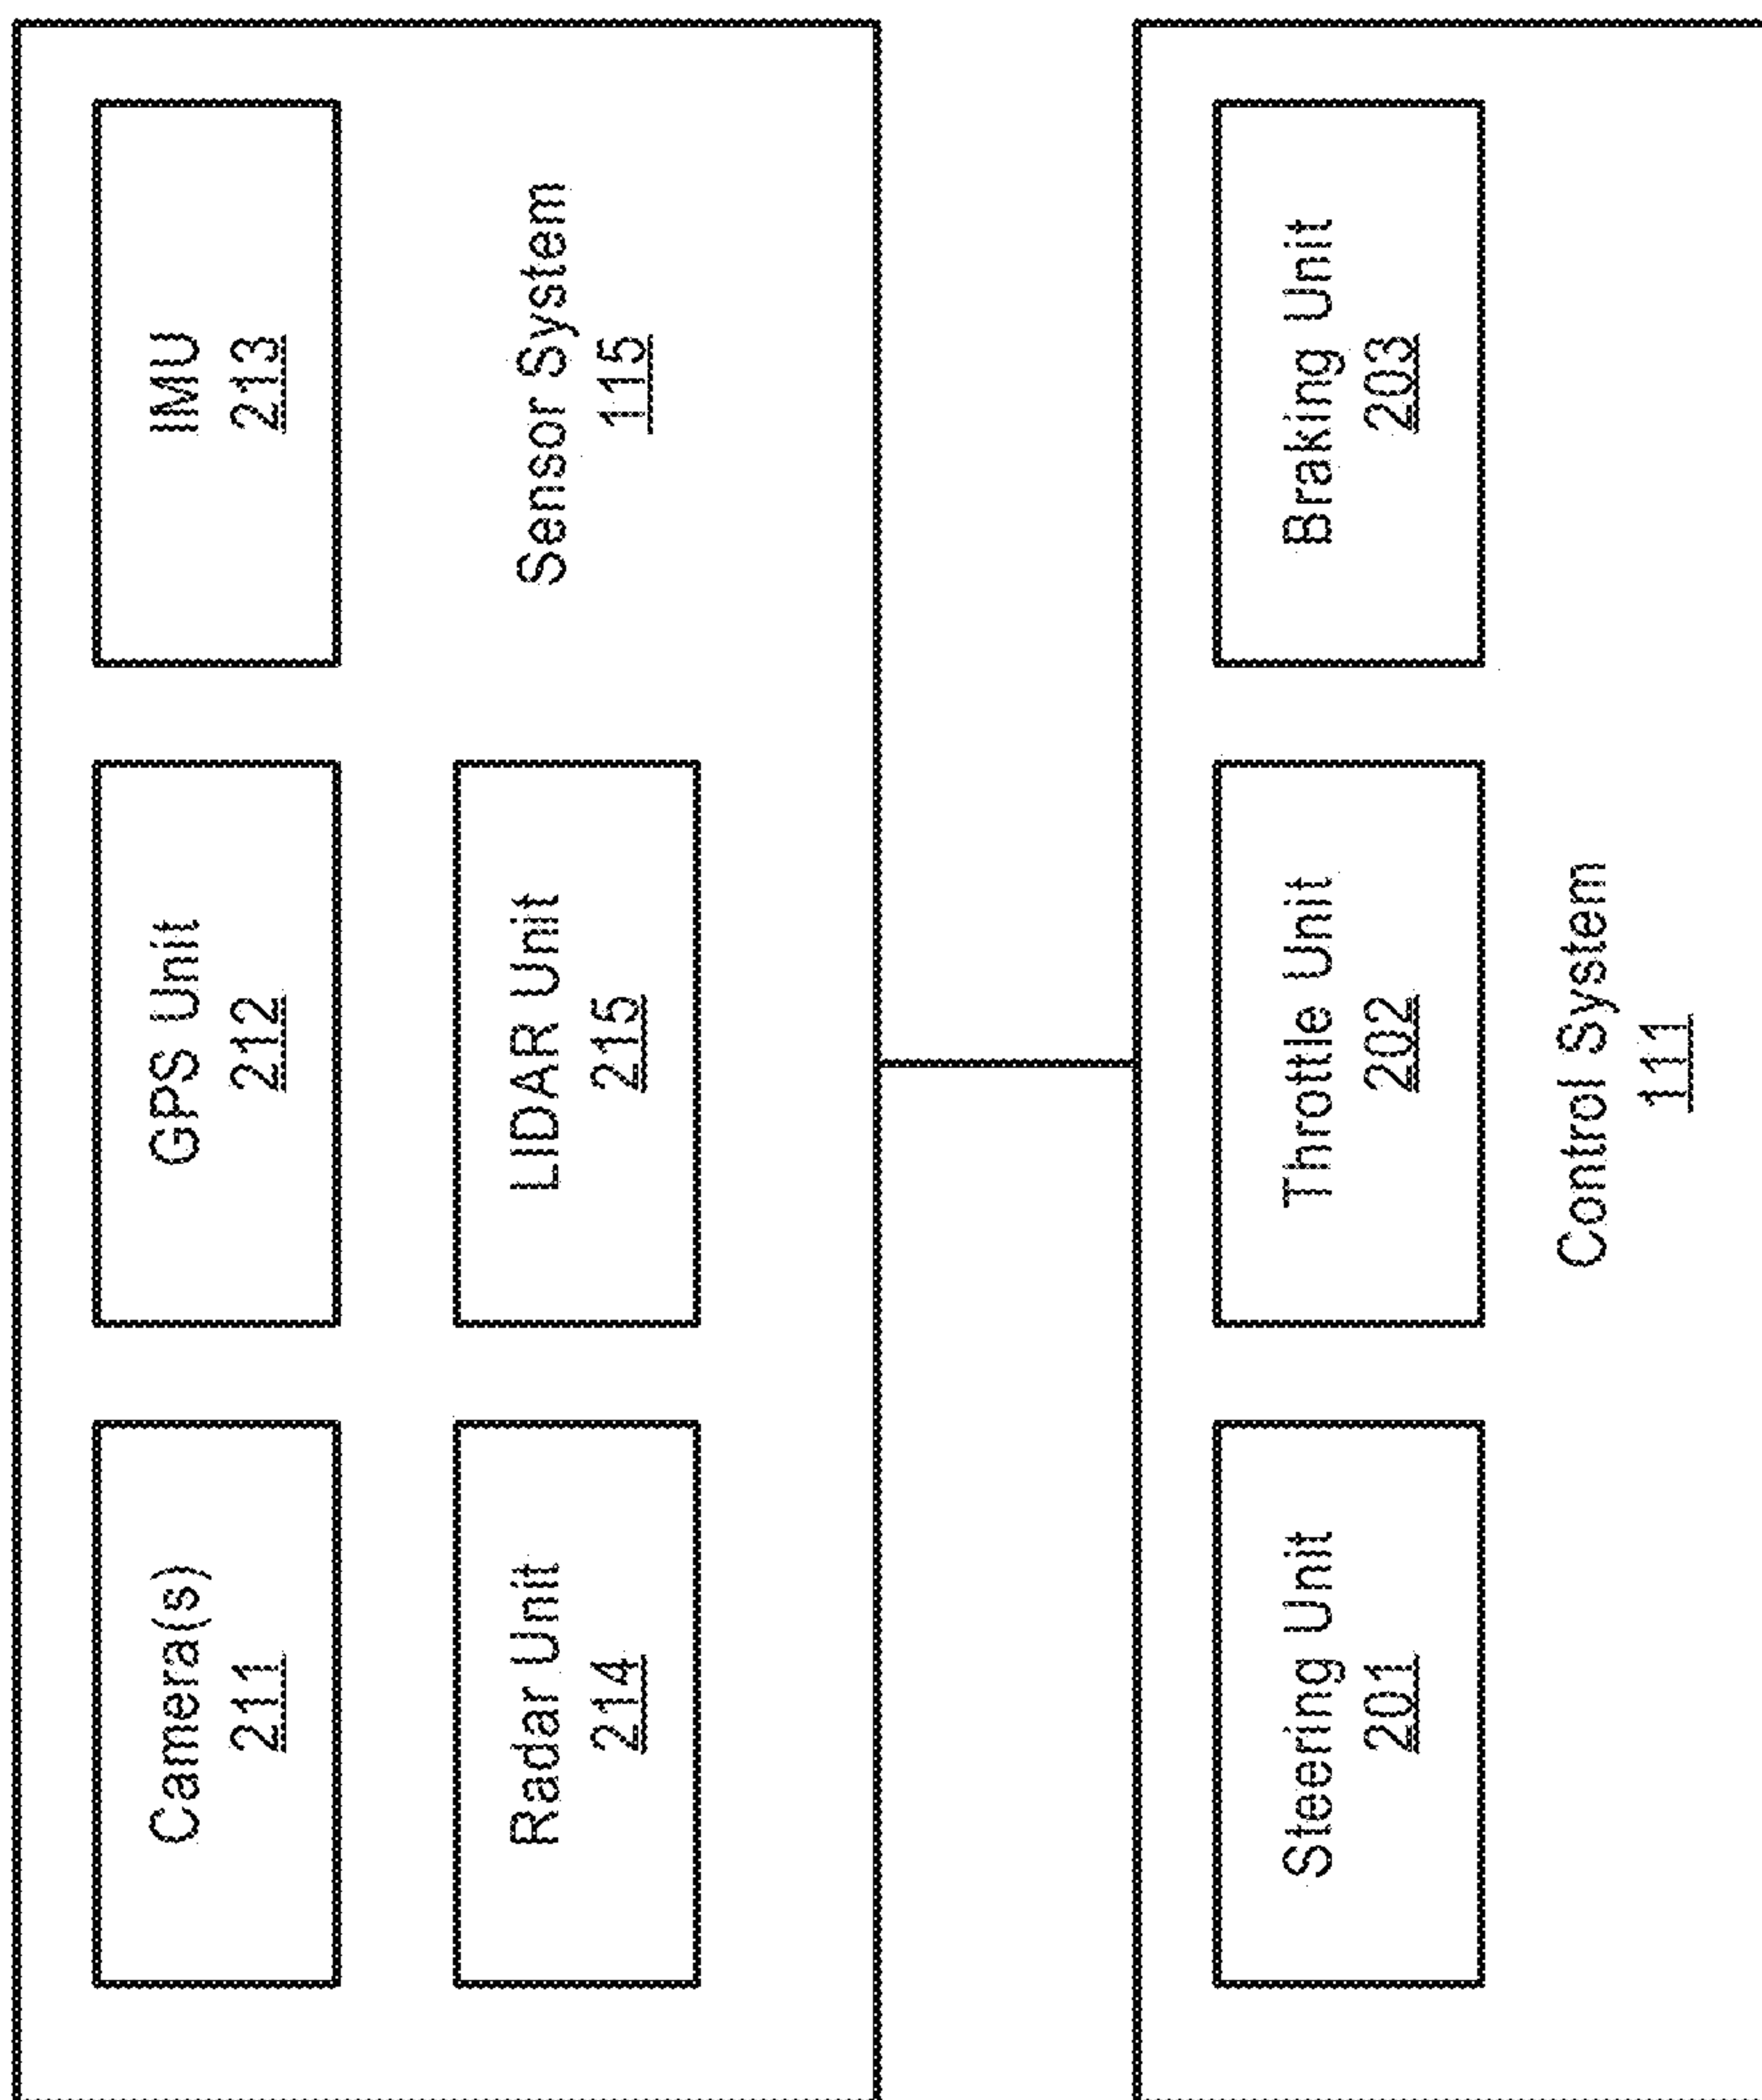 Camera(s)
211
GPS Unit
212
IMU
213
Radar Unit
214
LIDAR Unit
215
Sensor System
115
Steering Unit
201
Throttle Unit
202
Braking Unit
203
Control System
111